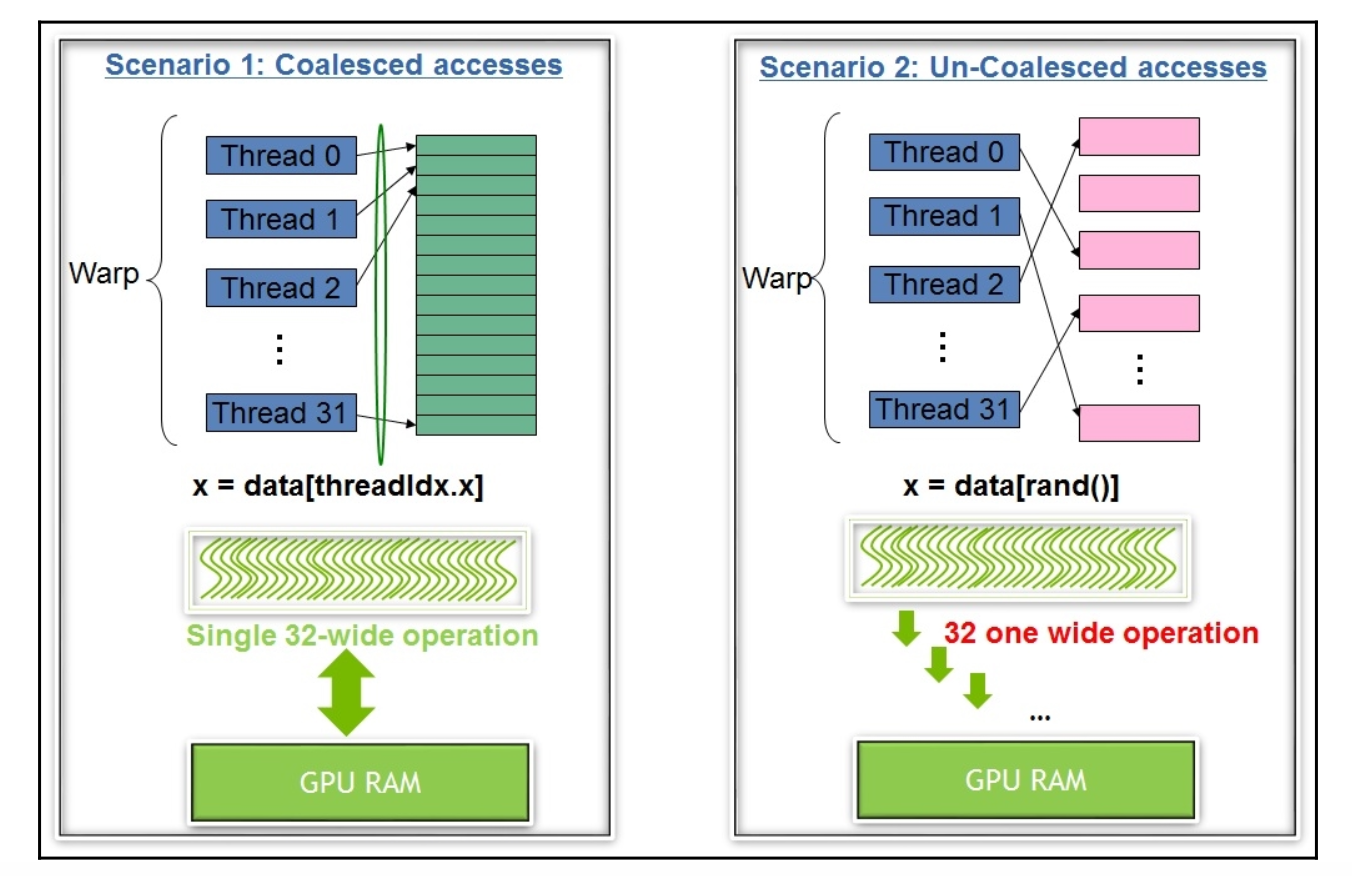 Scenario 1: Coalesced accesses
Warp
Thread 0
Thread 1
Thread 2
⋮
Thread 31
x = data[threadIdx.x]
Single 32-wide operation
GPU RAM
Scenario 2: Un-Coalesced accesses
Warp
Thread 0
Thread 1
Thread 2
⋮
Thread 31
⋮
x = data[rand()]
32 one wide operation
...
GPU RAM